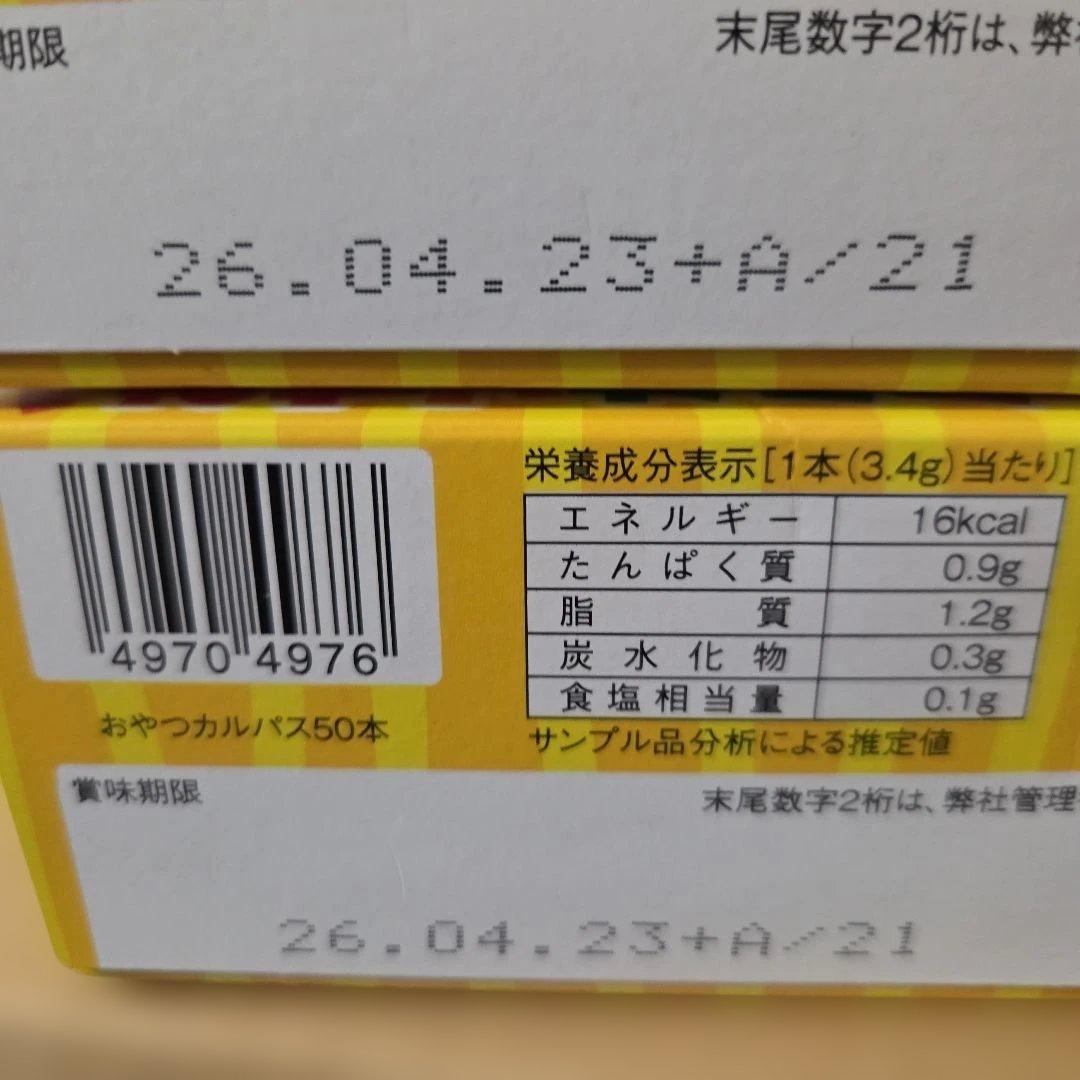 期限
末尾数字2桁は、弊
26.04.23+A/21
栄養成分表示[1本(3.4g)当たり]
エネルギー 16kcal
たんぱく質 0.9g
脂質 1.2g
炭水化物 0.3g
食塩相当量 0.1g
サンプル品分析による推定値
4970 4976
おやつカルパス50本
賞味期限
末尾数字2桁は、弊社管理
26.04.23+A/21